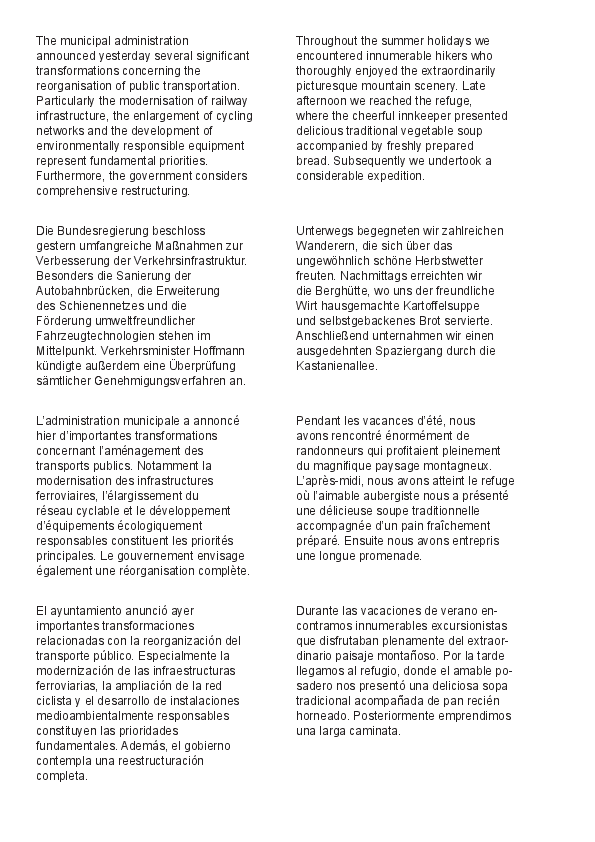 The municipal administration
announced yesterday several significant
transformations concerning the
reorganisation of public transportation.
Particularly the modernisation of railway
infrastructure, the enlargement of cycling
networks and the development of
environmentally responsible equipment
represent fundamental priorities.
Furthermore, the government considers
comprehensive restructuring.

Throughout the summer holidays we
encountered innumerable hikers who
thoroughly enjoyed the extraordinarily
picturesque mountain scenery. Late
afternoon we reached the refuge,
where the cheerful innkeeper presented
delicious traditional vegetable soup
accompanied by freshly prepared
bread. Subsequently we undertook a
considerable expedition.

Die Bundesregierung beschloss
gestern umfangreiche Maßnahmen zur
Verbesserung der Verkehrsinfrastruktur.
Besonders die Sanierung der
Autobahnbrücken, die Erweiterung
des Schienennetzes und die
Förderung umweltfreundlicher
Fahrzeugtechnologien stehen im
Mittelpunkt. Verkehrsminister Hoffmann
kündigte außerdem eine Überprüfung
sämtlicher Genehmigungsverfahren an.

Unterwegs begegneten wir zahlreichen
Wanderern, die sich über das
ungewöhnlich schöne Herbstwetter
freuten. Nachmittags erreichten wir
die Berghütte, wo uns der freundliche
Wirt hausgemachte Kartoffelsuppe
und selbstgebackenes Brot servierte.
Anschließend unternahmen wir einen
ausgedehnten Spaziergang durch die
Kastanienallee.

L’administration municipale a annoncé
hier d’importantes transformations
concernant l’aménagement des
transports publics. Notamment la
modernisation des infrastructures
ferroviaires, l’élargissement du
réseau cyclable et le développement
d’équipements écologiquement
responsables constituent les priorités
principales. Le gouvernement envisage
également une réorganisation complète.

Pendant les vacances d’été, nous
avons rencontré énormément de
randonneurs qui profitaient pleinement
du magnifique paysage montagneux.
L’après-midi, nous avons atteint le refuge
où l’aimable aubergiste nous a présenté
une délicieuse soupe traditionnelle
accompagnée d’un pain fraîchement
préparé. Ensuite nous avons entrepris
une longue promenade.

El ayuntamiento anunció ayer
importantes transformaciones
relacionadas con la reorganización del
transporte público. Especialmente la
modernización de las infraestructuras
ferroviarias, la ampliación de la red
ciclista y el desarrollo de instalaciones
medioambientalmente responsables
constituyen las prioridades
fundamentales. Además, el gobierno
contempla una reestructuración
completa.

Durante las vacaciones de verano en-
contramos innumerables excursionistas
que disfrutaban plenamente del extraor-
dinario paisaje montañoso. Por la tarde
llegamos al refugio, donde el amable po-
sadero nos presentó una deliciosa sopa
tradicional acompañada de pan recién
horneado. Posteriormente emprendimos
una larga caminata.